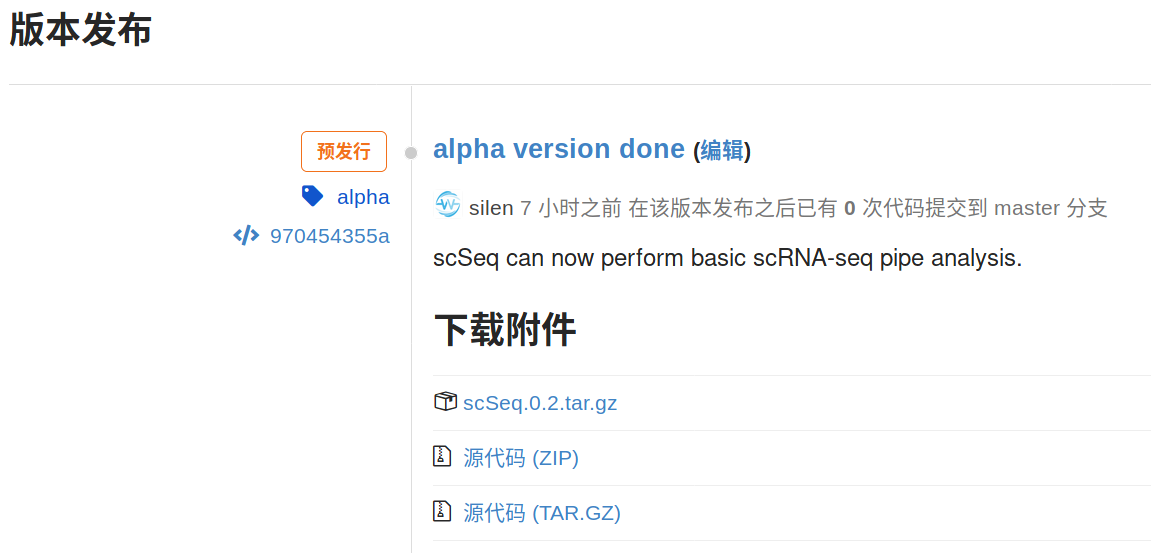 版本发布
预发行
alpha
970454355a
alpha version done (编辑)
silen 7 小时之前 在该版本发布之后已有 0 次代码提交到 master 分支
scSeq can now perform basic scRNA-seq pipe analysis.
下载附件
scSeq.0.2.tar.gz
源代码 (ZIP)
源代码 (TAR.GZ)